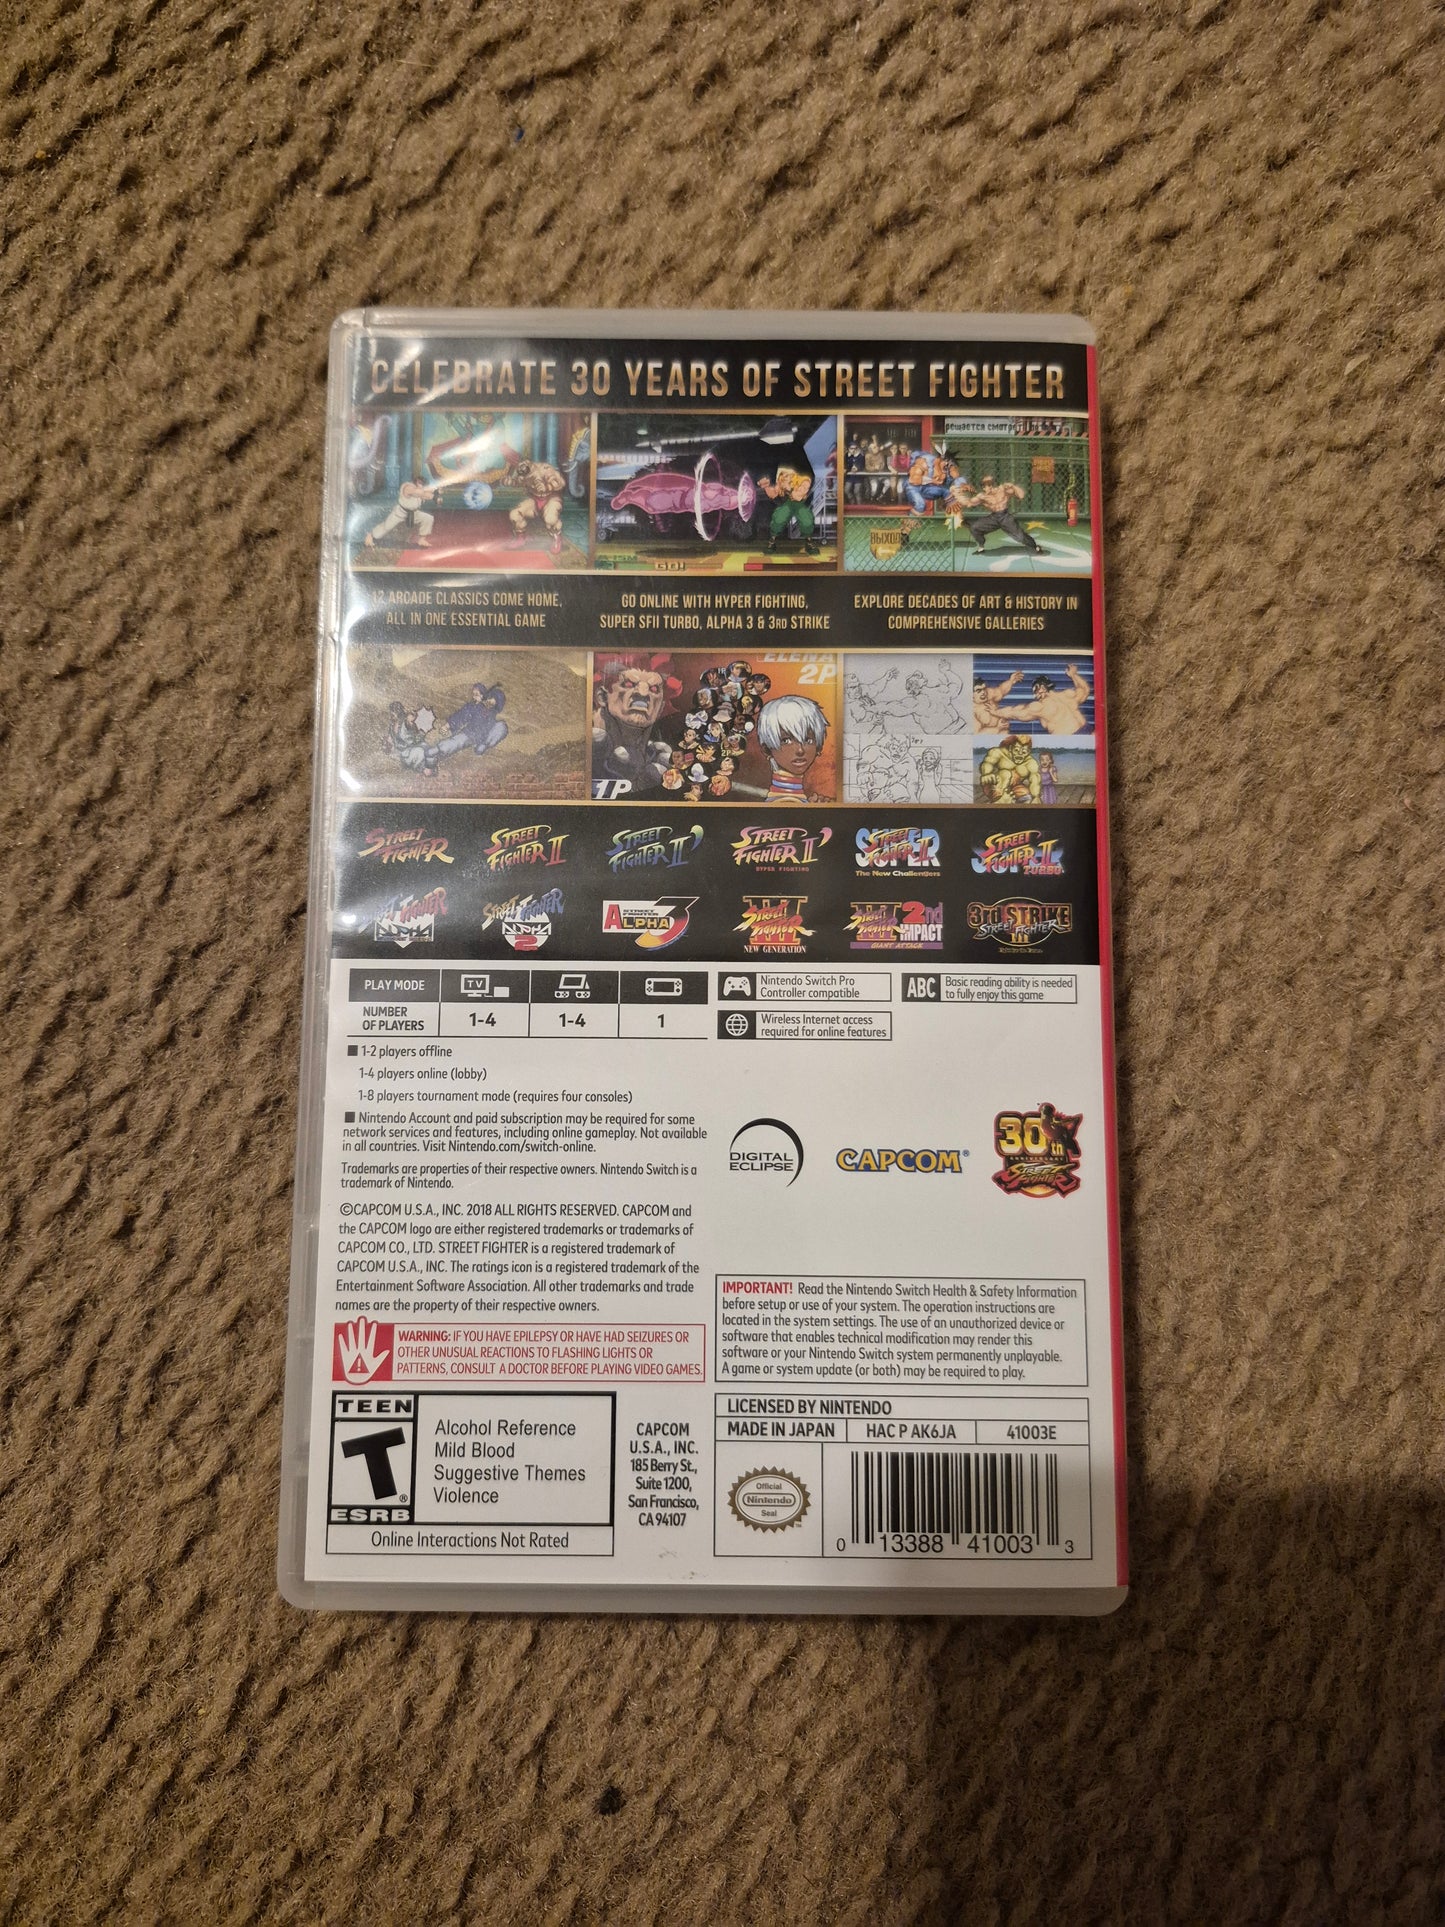 CELEBRATE 30 YEARS OF STREET FIGHTER
GO!
ВЫХОД
12 ARCADE CLASSICS COME HOME,
ALL IN ONE ESSENTIAL GAME
GO ONLINE WITH HYPER FIGHTING,
SUPER SFII TURBO, ALPHA 3 & 3RD STRIKE
EXPLORE DECADES OF ART & HISTORY IN
COMPREHENSIVE GALLERIES
ELENA
2P
1P
STREET FIGHTER
STREET FIGHTER II
STREET FIGHTER II'
STREET FIGHTER II'
HYPER FIGHTING
SUPER STREET FIGHTER II
The New Challengers
SUPER STREET FIGHTER II TURBO
STREET FIGHTER ALPHA
STREET FIGHTER ALPHA 2
STREET FIGHTER ALPHA 3
STREET FIGHTER III
NEW GENERATION
STREET FIGHTER III 2nd IMPACT
GIANT ATTACK
3RD STRIKE
STREET FIGHTER III
PLAY MODE
TV
NUMBER
OF PLAYERS
1-4
1-4
1
Nintendo Switch Pro
Controller compatible
ABC
Basic reading ability is needed
to fully enjoy this game
Wireless Internet access
required for online features
■ 1-2 players offline
1-4 players online (lobby)
1-8 players tournament mode (requires four consoles)
■ Nintendo Account and paid subscription may be required for some
network services and features, including online gameplay. Not available
in all countries. Visit Nintendo.com/switch-online.
Trademarks are properties of their respective owners. Nintendo Switch is a
trademark of Nintendo.
©CAPCOM U.S.A., INC. 2018 ALL RIGHTS RESERVED. CAPCOM and
the CAPCOM logo are either registered trademarks or trademarks of
CAPCOM CO., LTD. STREET FIGHTER is a registered trademark of
CAPCOM U.S.A., INC. The ratings icon is a registered trademark of the
Entertainment Software Association. All other trademarks and trade
names are the property of their respective owners.
DIGITAL
ECLIPSE
CAPCOM®
30th
ANNIVERSARY
STREET FIGHTER
WARNING: IF YOU HAVE EPILEPSY OR HAVE HAD SEIZURES OR
OTHER UNUSUAL REACTIONS TO FLASHING LIGHTS OR
PATTERNS, CONSULT A DOCTOR BEFORE PLAYING VIDEO GAMES.
IMPORTANT! Read the Nintendo Switch Health & Safety Information
before setup or use of your system. The operation instructions are
located in the system settings. The use of an unauthorized device or
software that enables technical modification may render this
software or your Nintendo Switch system permanently unplayable.
A game or system update (or both) may be required to play.
TEEN
T
®
ESRB
Alcohol Reference
Mild Blood
Suggestive Themes
Violence
Online Interactions Not Rated
CAPCOM
U.S.A., INC.
185 Berry St.,
Suite 1200,
San Francisco,
CA 94107
LICENSED BY NINTENDO
MADE IN JAPAN
HAC P AK6JA
41003E
Official
Nintendo
Seal
0 13388 41003 3